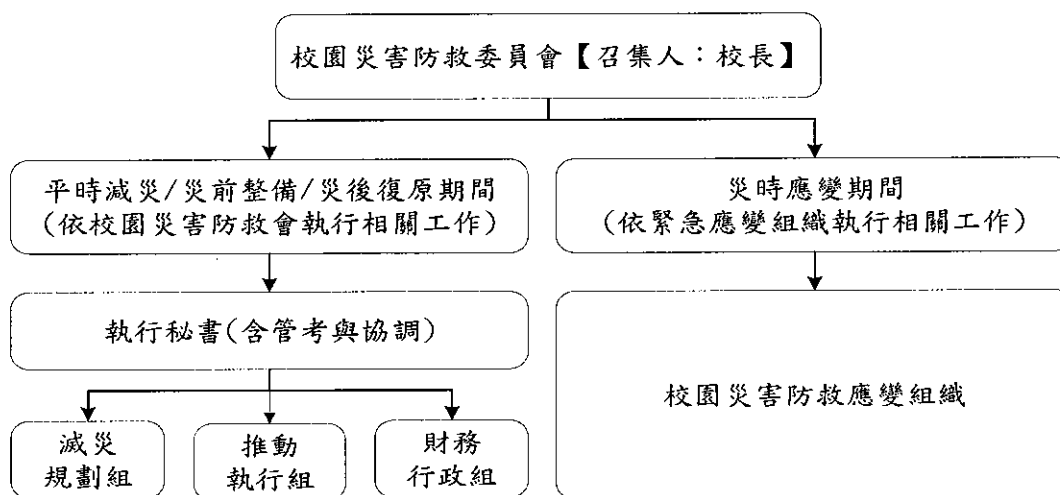 校園災害防救委員會【召集人：校長】
平時減災/災前整備/災後復原期間
(依校園災害防救會執行相關工作)
災時應變期間
(依緊急應變組織執行相關工作)
執行秘書(含管考與協調)
校園災害防救應變組織
減災
規劃組
推動
執行組
財務
行政組